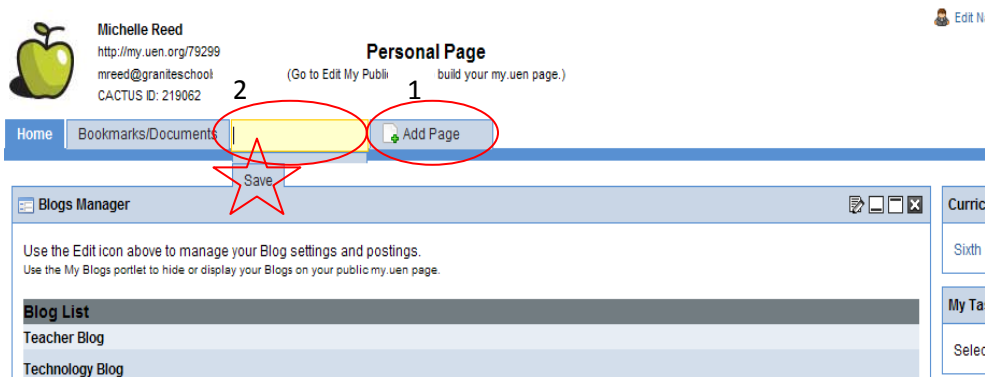 Michelle Reed
http://my.uen.org/79299
mreed@graniteschool
CACTUS ID: 219062
Personal Page
(Go to Edit My Public build your my.uen page.)
Edit
2
1
Home
Bookmarks/Documents
Add Page
Save
Blogs Manager
Use the Edit icon above to manage your Blog settings and postings.
Use the My Blogs portlet to hide or display your Blogs on your public my.uen page.
Blog List
Teacher Blog
Technology Blog
Curric
Sixth
My Ta
Selec